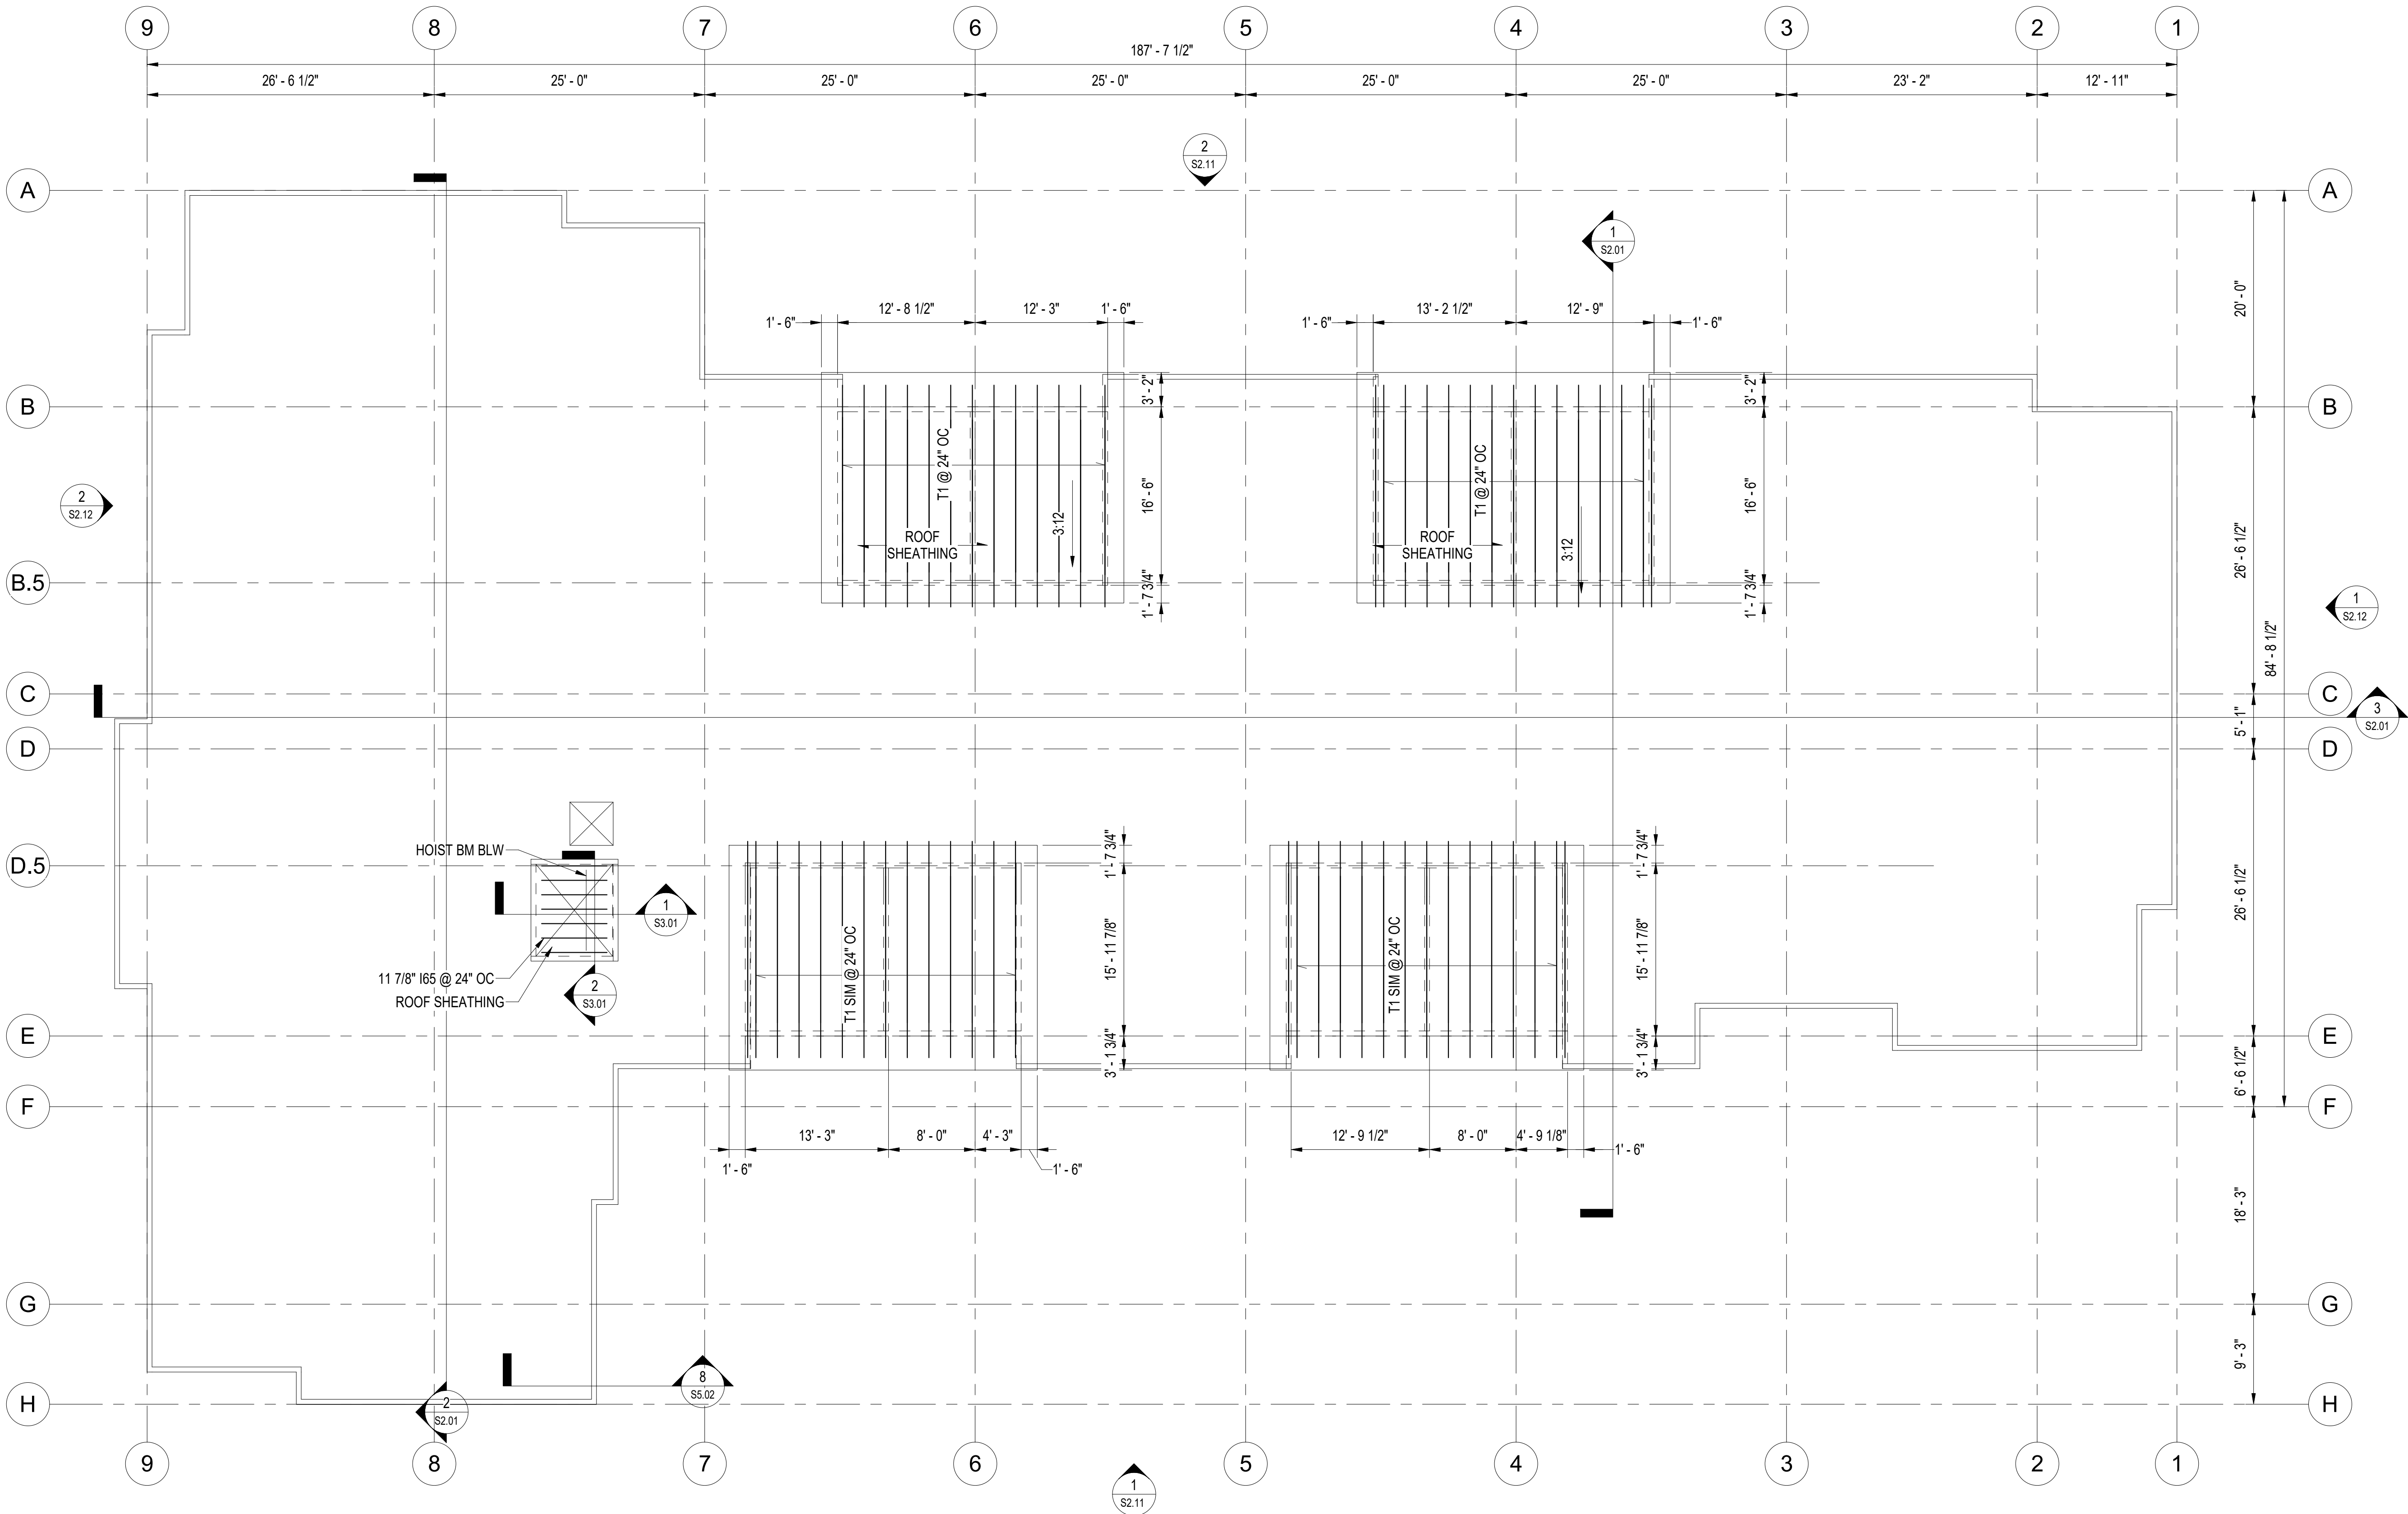 9
8
7
6
5
4
3
2
1
187' - 7 1/2"
26' - 6 1/2"
25' - 0"
25' - 0"
25' - 0"
25' - 0"
25' - 0"
23' - 2"
12' - 11"
2
S2.11
A
A
1
S2.01
20' - 0"
12' - 8 1/2"
12' - 3"
1' - 6"
1' - 6"
13' - 2 1/2"
12' - 9"
1' - 6"
1' - 6"
3' - 2"
3' - 2"
B
B
T1 @ 24" OC
T1 @ 24" OC
2
S2.12
16' - 6"
16' - 6"
ROOF
SHEATHING
3:12
ROOF
SHEATHING
3:12
26' - 6 1/2"
B.5
1' - 7 3/4"
1' - 7 3/4"
1
S2.12
84' - 8 1/2"
C
C
3
S2.01
5' - 1"
D
D
HOIST BM BLW
1' - 7 3/4"
1' - 7 3/4"
D.5
1
S3.01
26' - 6 1/2"
15' - 11 7/8"
15' - 11 7/8"
T1 SIM @ 24" OC
T1 SIM @ 24" OC
11 7/8" I65 @ 24" OC
ROOF SHEATHING
2
S3.01
E
E
3' - 1 3/4"
3' - 1 3/4"
6' - 6 1/2"
F
F
13' - 3"
8' - 0"
4' - 3"
1' - 6"
1' - 6"
12' - 9 1/2"
8' - 0"
4' - 9 1/8"
1' - 6"
18' - 3"
G
G
9' - 3"
8
S5.02
H
H
2
S2.01
9
8
7
6
5
4
3
2
1
1
S2.11